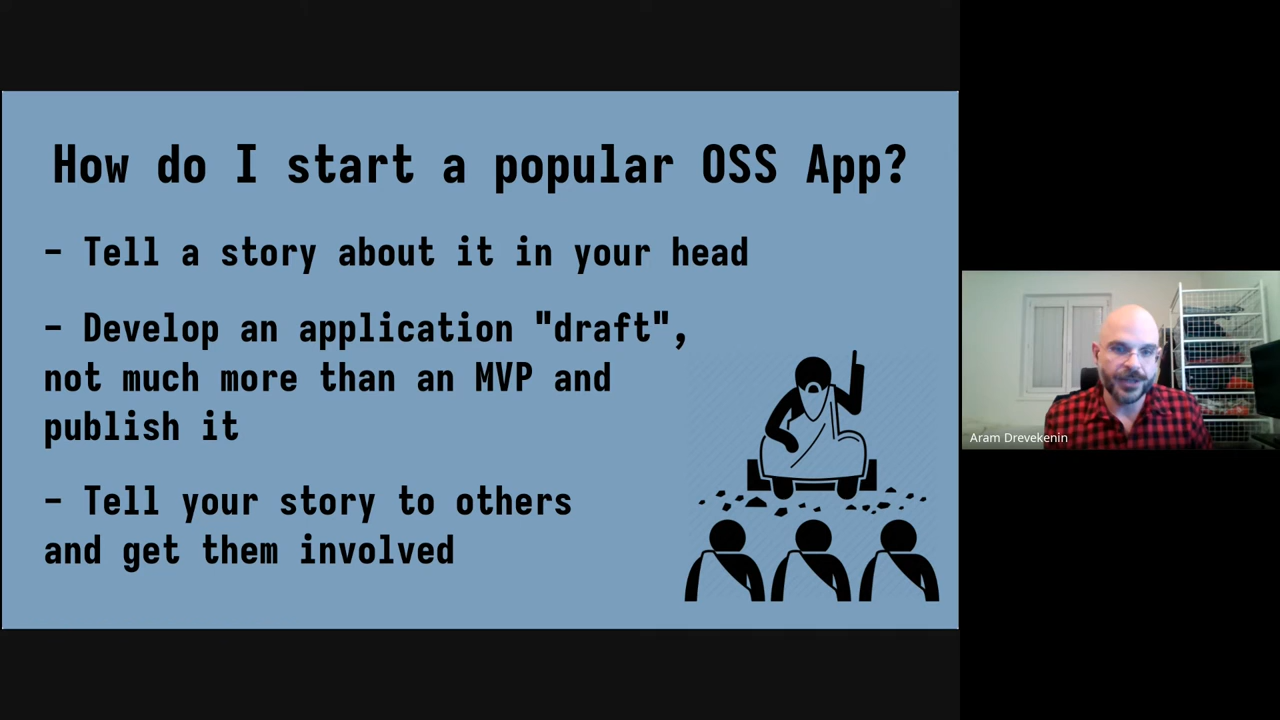 How do I start a popular OSS App?
- Tell a story about it in your head
- Develop an application "draft",
not much more than an MVP and
publish it
- Tell your story to others
and get them involved
Aram Drevekenin